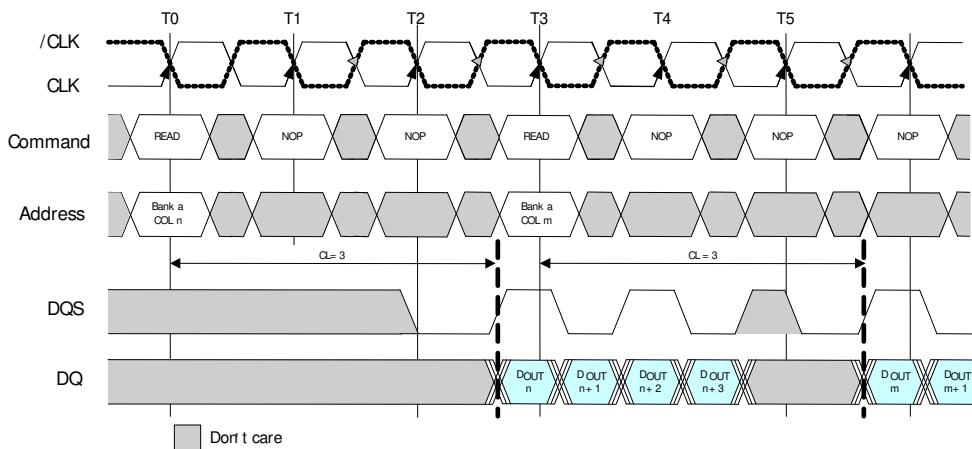 T0 T1 T2 T3 T4 T5
/CLK
CLK
Command READ NOP NOP READ NOP NOP NOP
Address Bank a COL n Bank a COL m
CL= 3 CL= 3
DQS
DQ DOUT n DOUT n+ 1 DOUT n+ 2 DOUT n+ 3 DOUT m DOUT m+ 1
Don't care